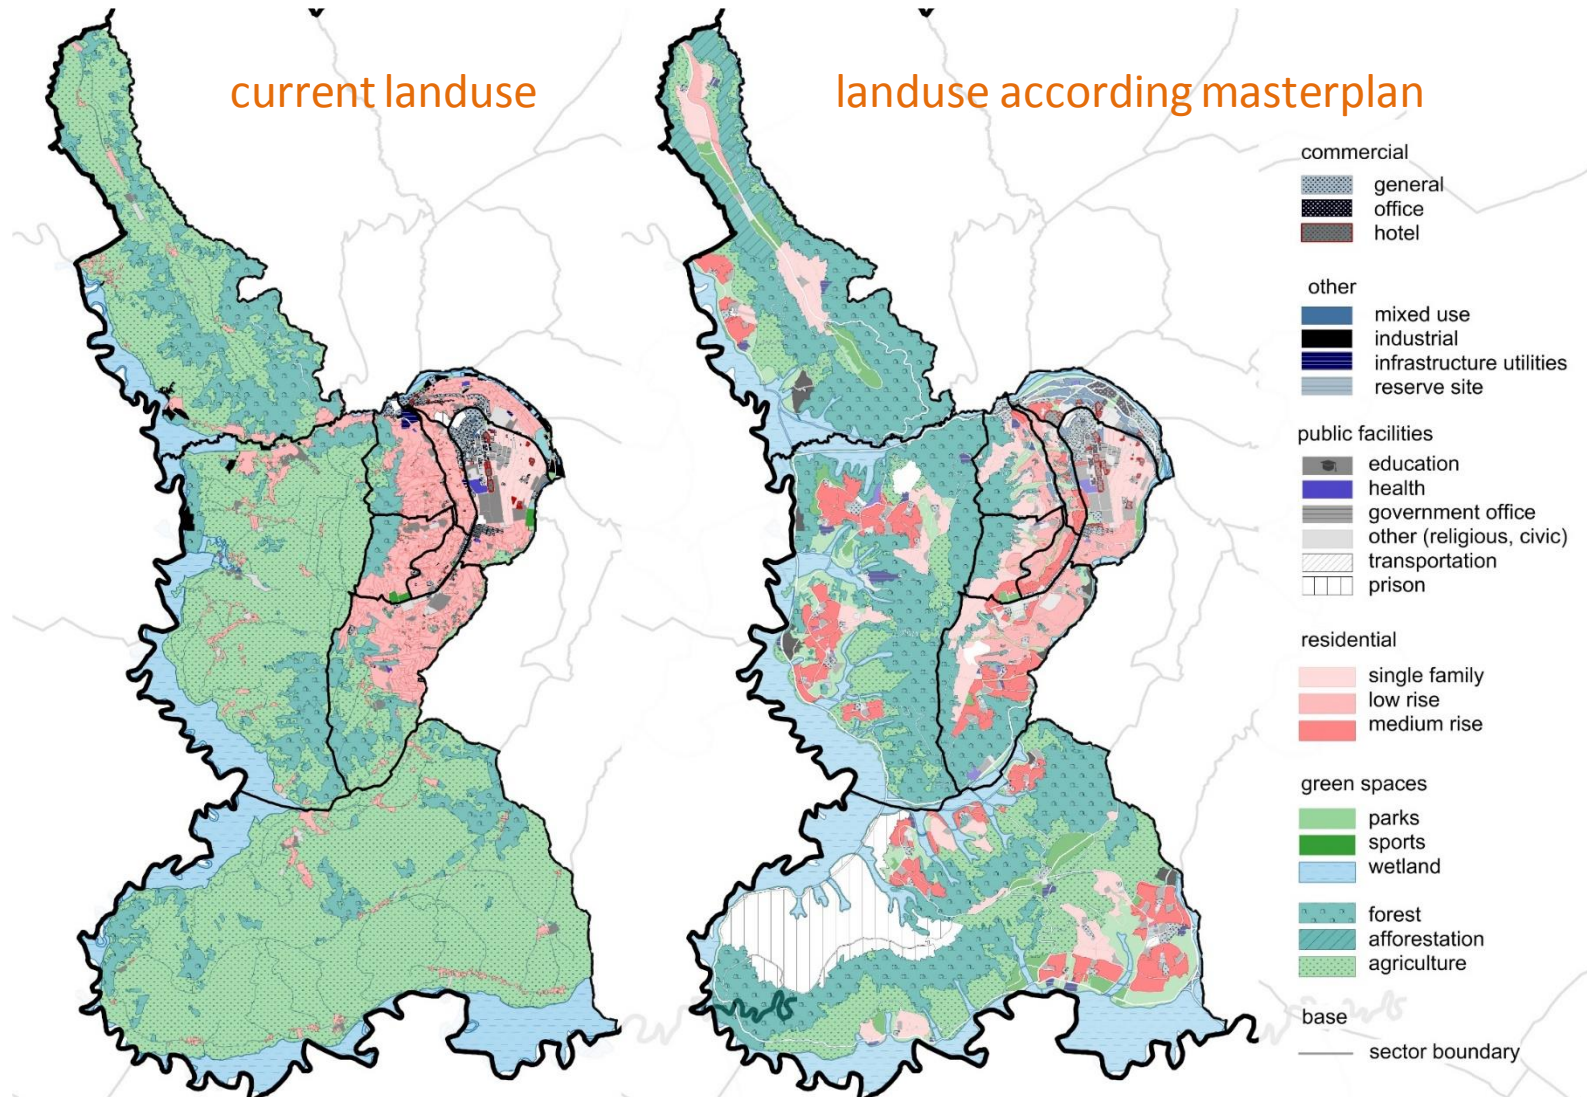 current landuse
landuse according masterplan
commercial
general
office
hotel
other
mixed use
industrial
infrastructure utilities
reserve site
public facilities
education
health
government office
other (religious, civic)
transportation
prison
residential
single family
low rise
medium rise
green spaces
parks
sports
wetland
forest
afforestation
agriculture
base
sector boundary